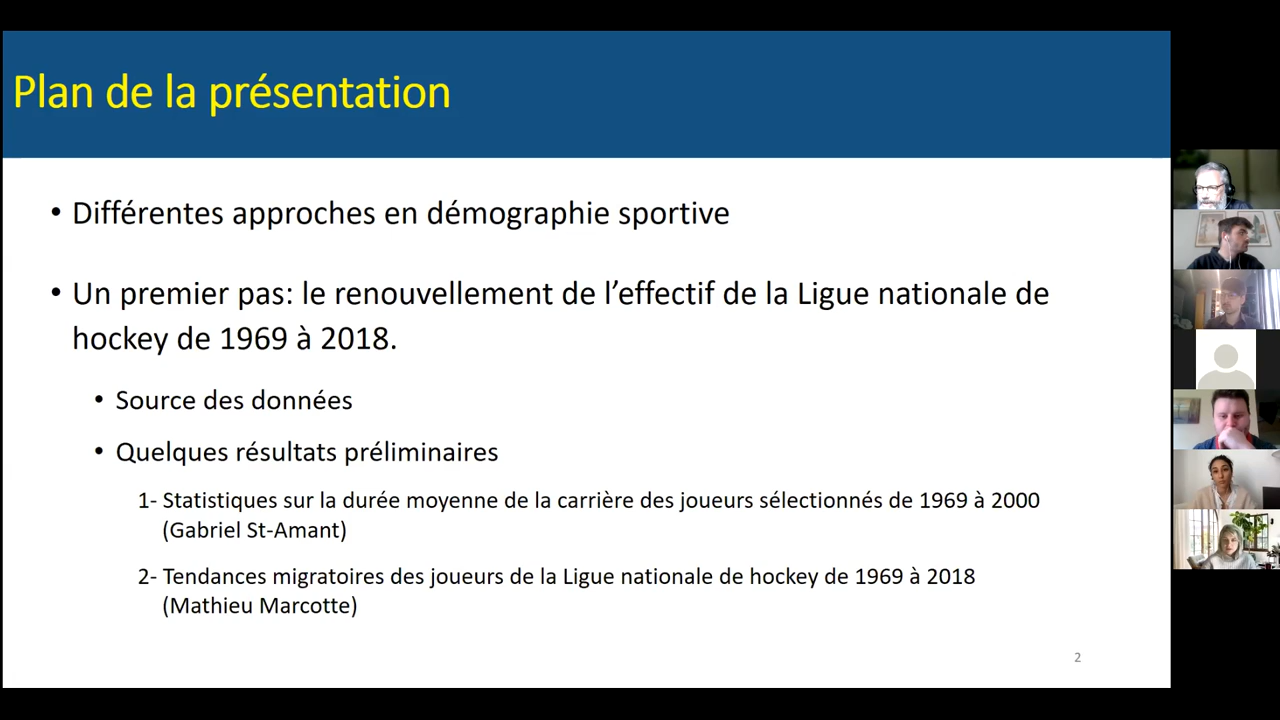 Plan de la présentation
• Différentes approches en démographie sportive
• Un premier pas: le renouvellement de l’effectif de la Ligue nationale de
hockey de 1969 à 2018.
• Source des données
• Quelques résultats préliminaires
1- Statistiques sur la durée moyenne de la carrière des joueurs sélectionnés de 1969 à 2000
(Gabriel St-Amant)
2- Tendances migratoires des joueurs de la Ligue nationale de hockey de 1969 à 2018
(Mathieu Marcotte)
2